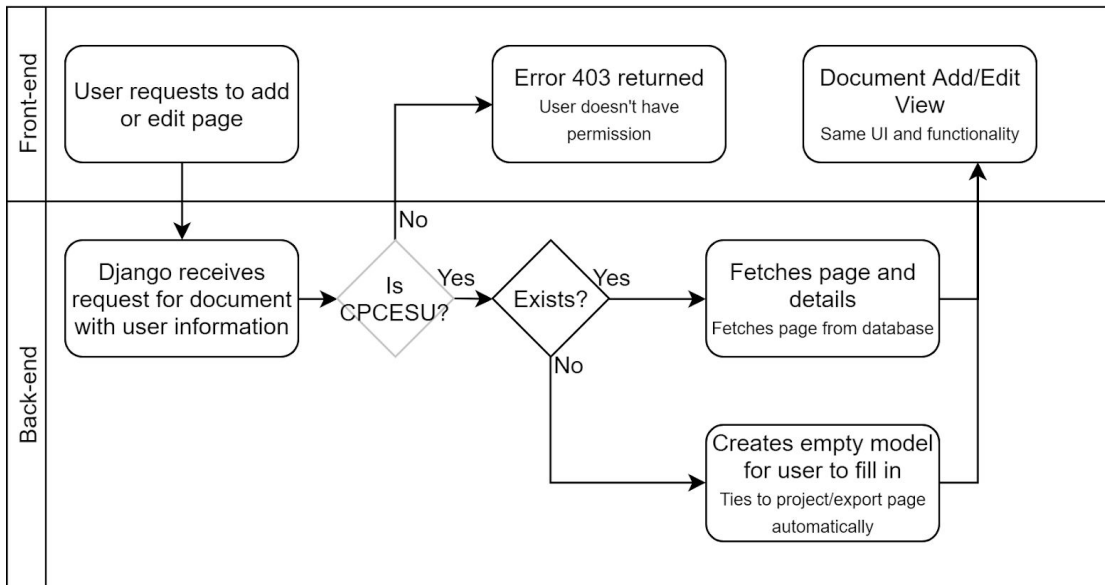 Front-end
User requests to add
or edit page
Error 403 returned
User doesn't have
permission
Document Add/Edit
View
Same UI and functionality
Back-end
Django receives
request for document
with user information
No
Is
CPCESU?
Yes
Exists?
Yes
No
Fetches page and
details
Fetches page from database
Creates empty model
for user to fill in
Ties to project/export page
automatically